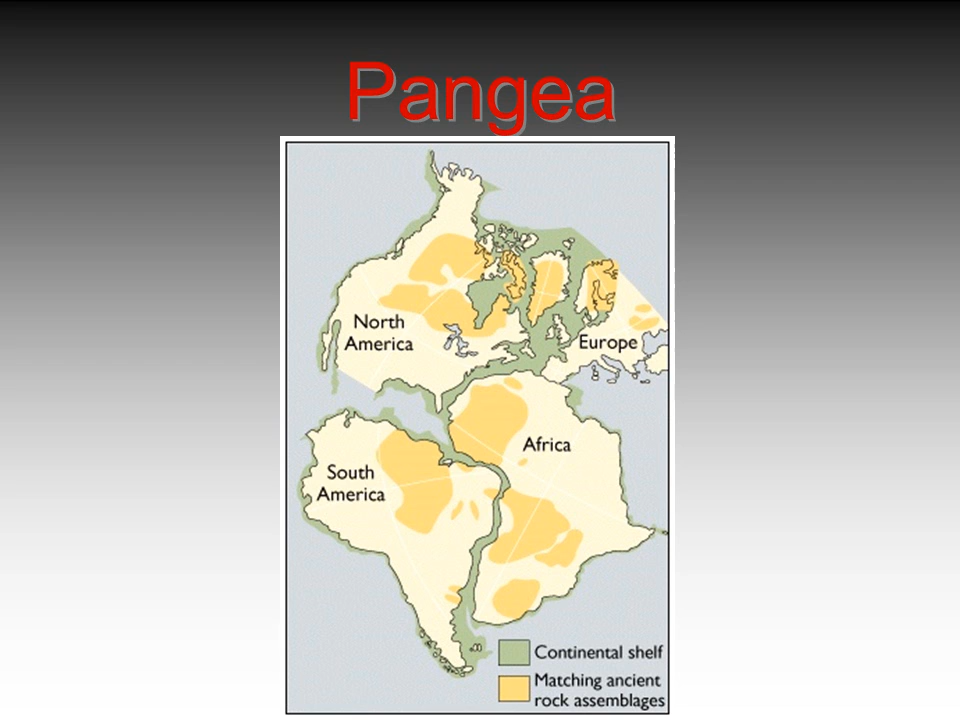 Pangea
North
America
Europe
Africa
South
America
Continental shelf
Matching ancient
rock assemblages